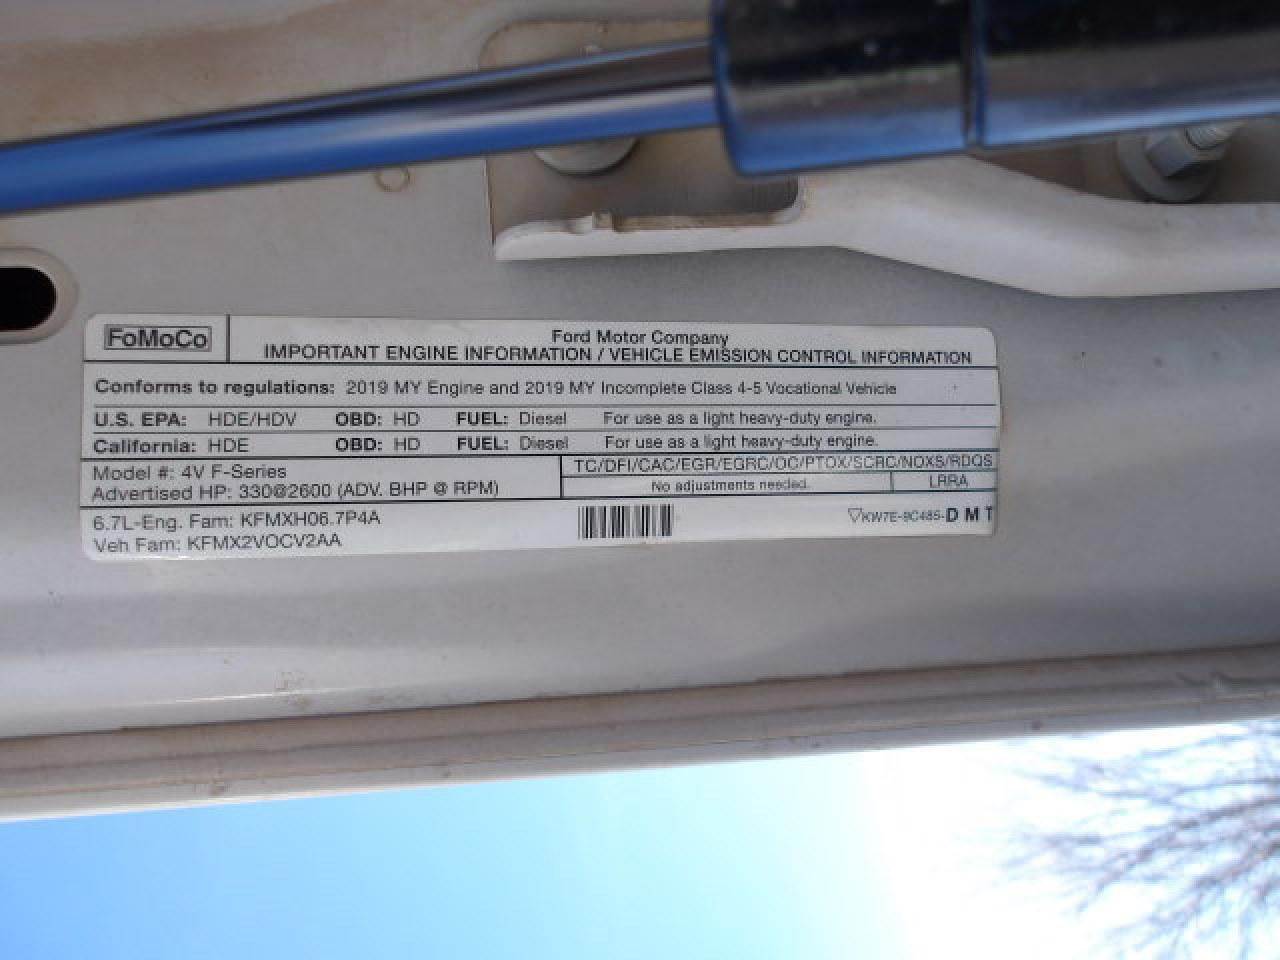 FoMoCo
Ford Motor Company
IMPORTANT ENGINE INFORMATION / VEHICLE EMISSION CONTROL INFORMATION
Conforms to regulations: 2019 MY Engine and 2019 MY Incomplete Class 4-5 Vocational Vehicle
U.S. EPA: HDE/HDV OBD: HD FUEL: Diesel For use as a light heavy-duty engine.
California: HDE OBD: HD FUEL: Diesel For use as a light heavy-duty engine.
Model #: 4V F-Series
Advertised HP: 330@2600 (ADV. BHP @ RPM)
TC/DFI/CAC/EGR/EGRC/OC/PTOX/SCRC/NOXS/RDQS
No adjustments needed. LRRA
6.7L-Eng. Fam: KFMXH06.7P4A
Veh Fam: KFMX2VOCV2AA
KW7E-9C485-DMT